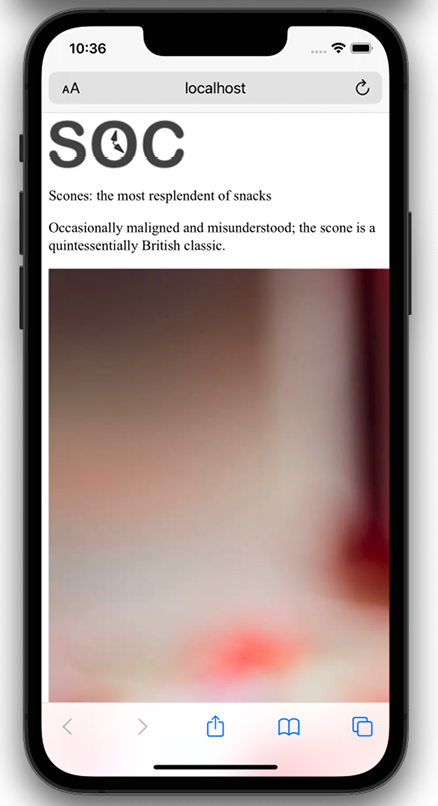 10:36
AA
localhost
SOC
Scones: the most resplendent of snacks
Occasionally maligned and misunderstood; the scone is a
quintessentially British classic.